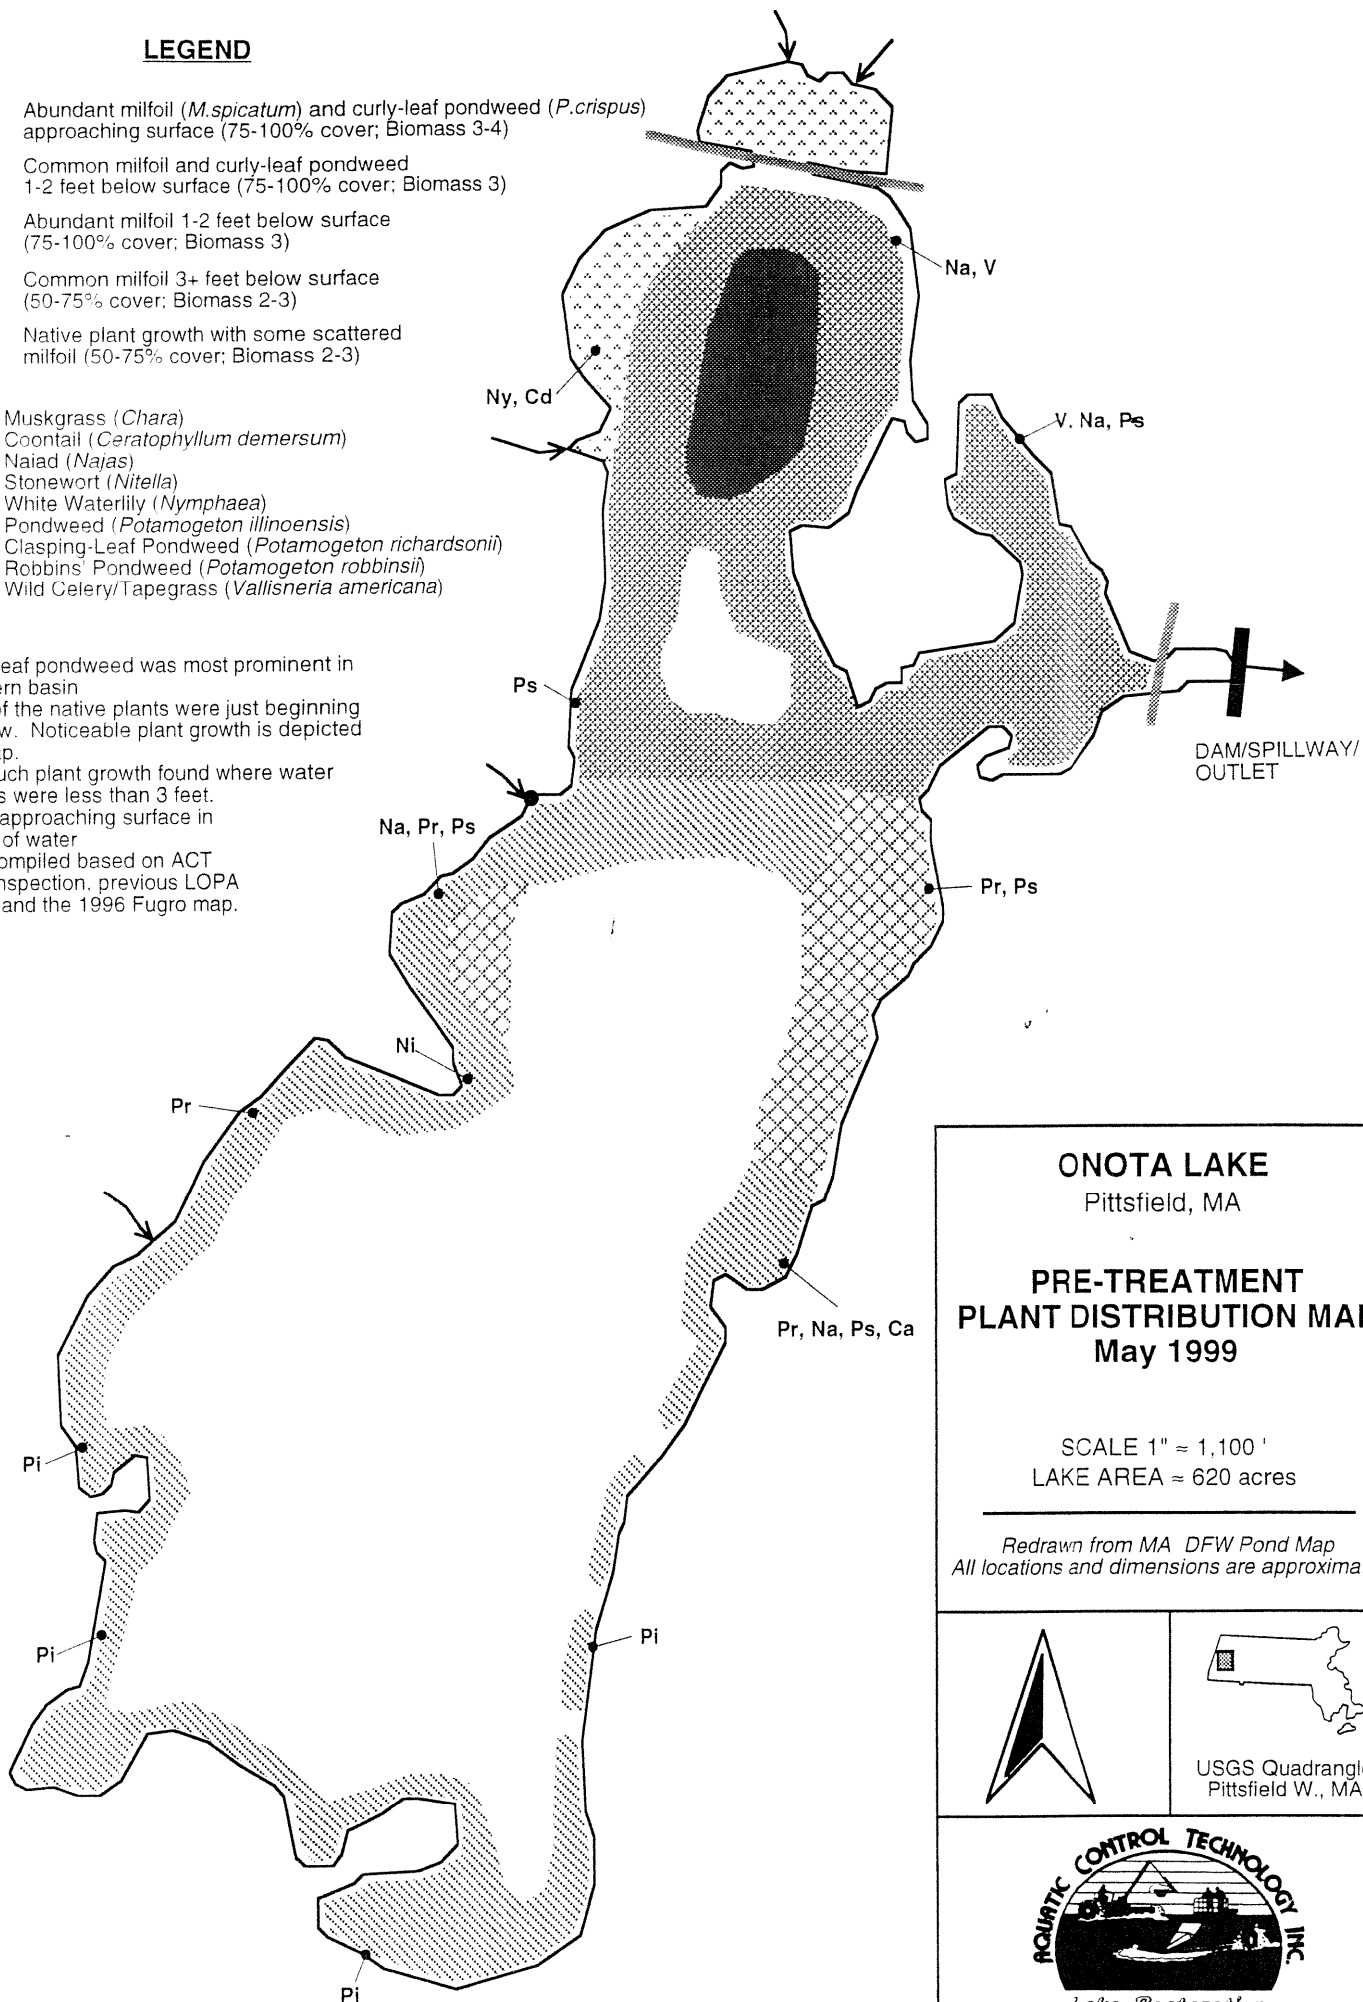 LEGEND
Abundant milfoil (M.spicatum) and curly-leaf pondweed (P.crispus)
approaching surface (75-100% cover; Biomass 3-4)
Common milfoil and curly-leaf pondweed
1-2 feet below surface (75-100% cover; Biomass 3)
Abundant milfoil 1-2 feet below surface
(75-100% cover; Biomass 3)
Common milfoil 3+ feet below surface
(50-75% cover; Biomass 2-3)
Native plant growth with some scattered
milfoil (50-75% cover; Biomass 2-3)
Muskgrass (Chara)
Coontail (Ceratophyllum demersum)
Naiad (Najas)
Stonewort (Nitella)
White Waterlily (Nymphaea)
Pondweed (Potamogeton illinoensis)
Clasping-Leaf Pondweed (Potamogeton richardsonii)
Robbins' Pondweed (Potamogeton robbinsii)
Wild Celery/Tapegrass (Vallisneria americana)
eaf pondweed was most prominent in
ern basin
of the native plants were just beginning
w. Noticeable plant growth is depicted
p.
uch plant growth found where water
s were less than 3 feet.
approaching surface in
of water
ompiled based on ACT
nspection, previous LOPA
and the 1996 Fugro map.
Na, V
Ny, Cd
V. Na, Ps
Ps
DAM/SPILLWAY/
OUTLET
Na, Pr, Ps
Pr, Ps
Ni
Pr
Pr, Na, Ps, Ca
Pi
Pi
Pi
Pi
ONOTA LAKE
Pittsfield, MA
PRE-TREATMENT
PLANT DISTRIBUTION MAP
May 1999
SCALE 1" ≈ 1,100 '
LAKE AREA ≈ 620 acres
Redrawn from MA DFW Pond Map
All locations and dimensions are approxima
USGS Quadrangl
Pittsfield W., MA
AQUATIC CONTROL TECHNOLOGY INC.